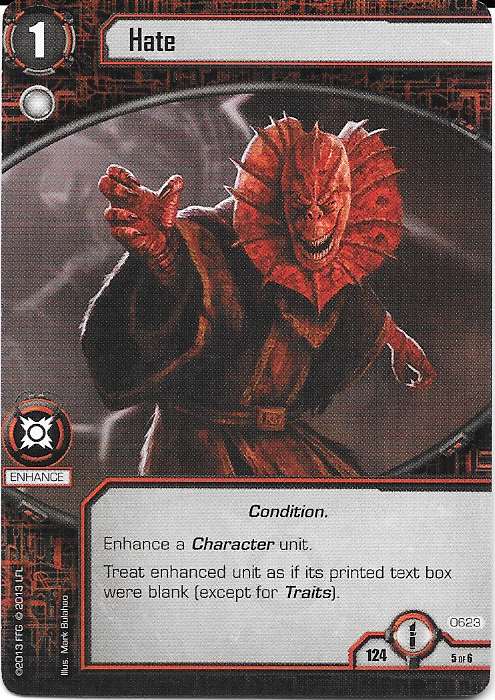 1
Hate
ENHANCE
Condition.
Enhance a Character unit.
Treat enhanced unit as if its printed text box
were blank (except for Traits).
0623
124
5 OF 6
©2013 FFG ©2013 LFL
Illus. Mark Bulahao